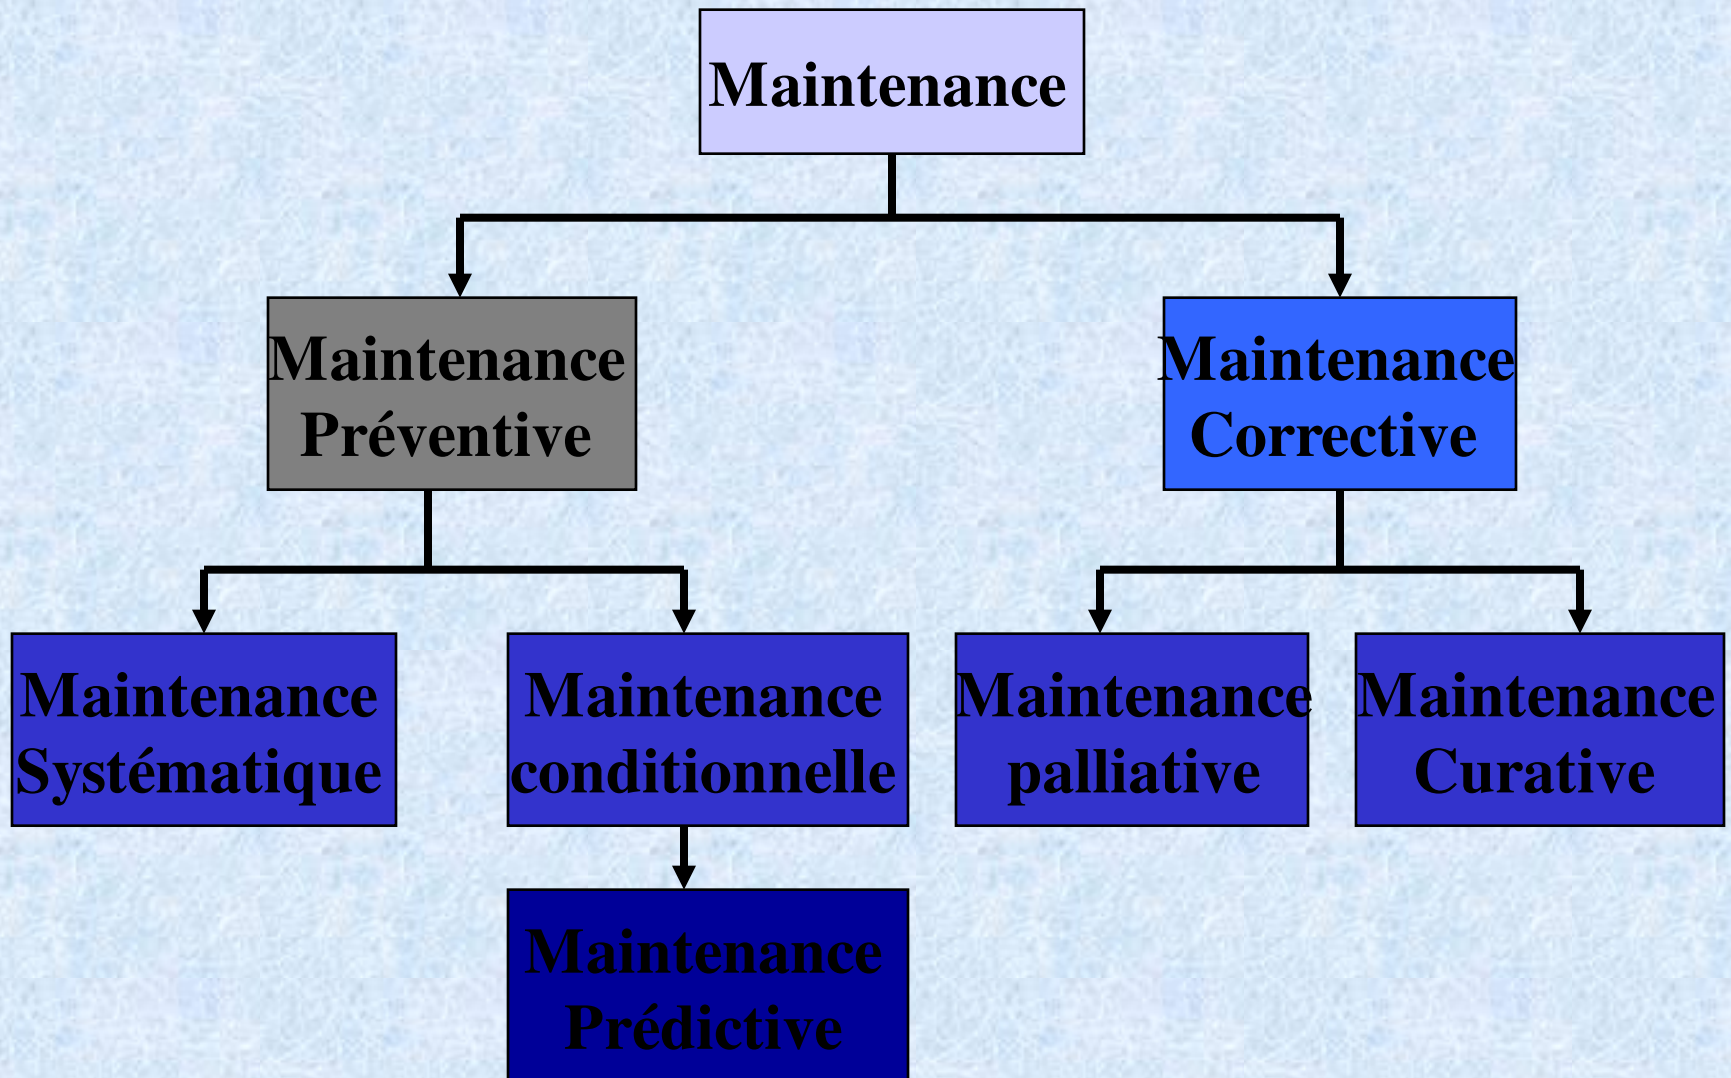 Maintenance
Maintenance
Préventive
Maintenance
Corrective
Maintenance
Systématique
Maintenance
conditionnelle
Maintenance
palliative
Maintenance
Curative
Maintenance
Prédictive